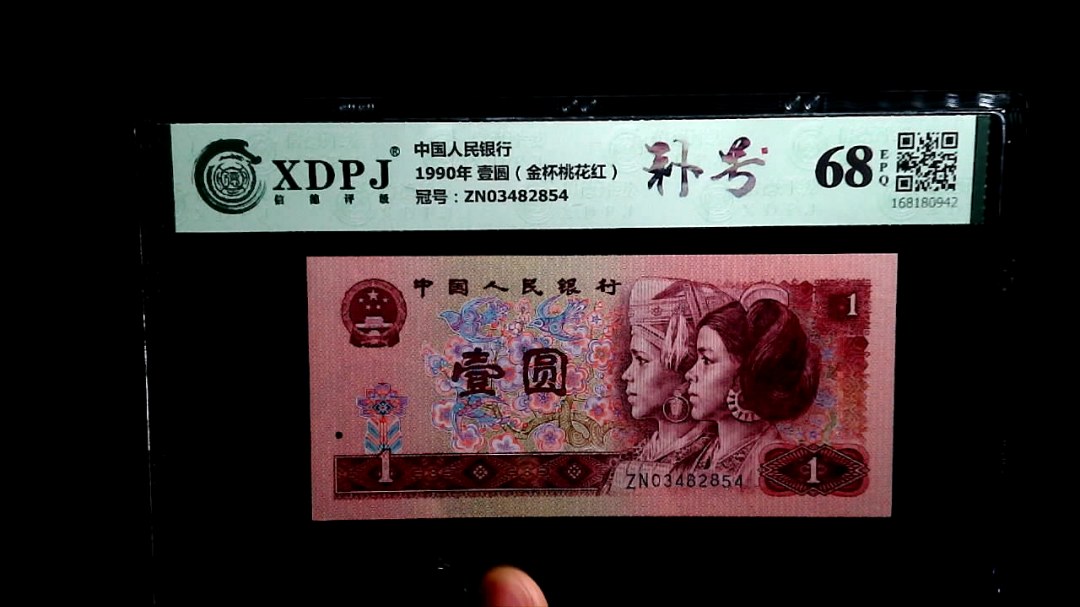 XDPJ®
信德评级
中国人民银行
1990年 壹圆（金杯桃花红）
冠号：ZN03482854
补号
68 EPQ
168180942
中国人民银行
1
壹圆
1
ZN03482854
1